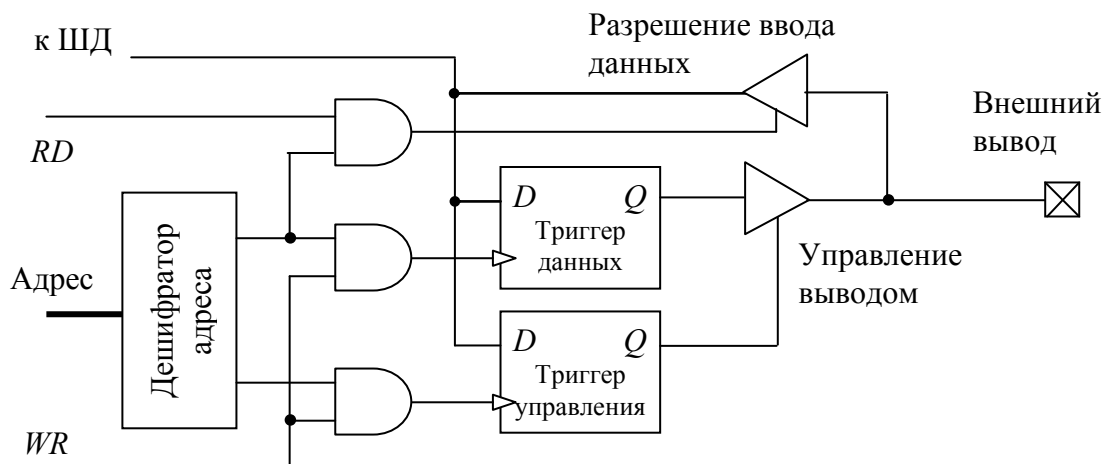 к ШД
Разрешение ввода
данных
Внешний
вывод
RD
D
Q
Триггер
данных
Управление
выводом
Адрес
Дешифратор
адреса
D
Q
Триггер
управления
WR